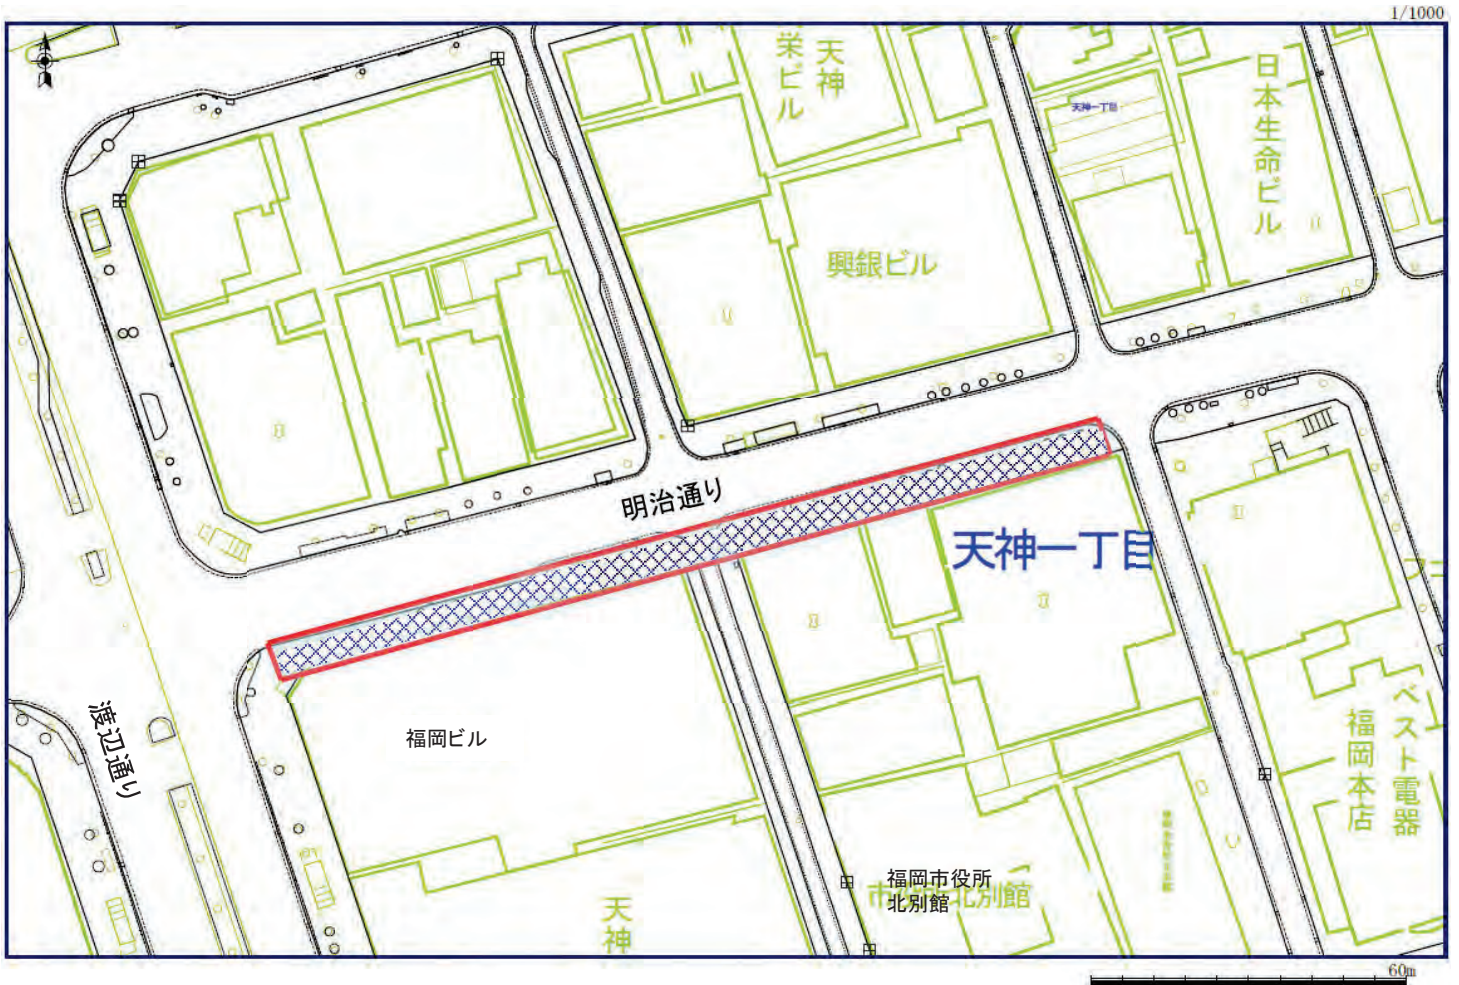 1/1000
栄ビル
天神
日本生命ビル
天神一丁目
興銀ビル
明治通り
天神一丁目
渡辺通り
福岡ビル
ベスト電器
福岡本店
福岡市役所
北別館
北別館
天神
60m